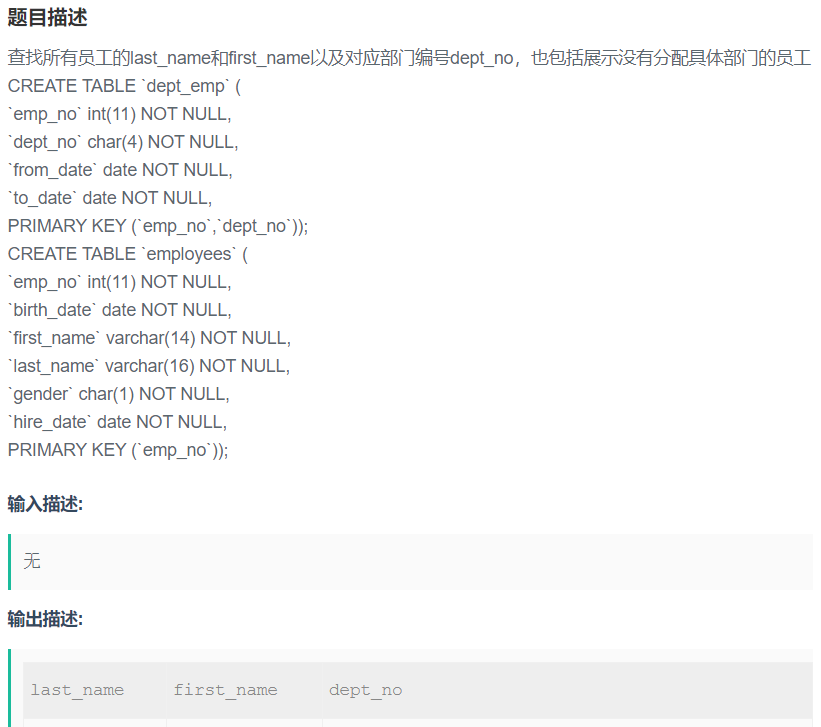 题目描述
查找所有员工的last_name和first_name以及对应部门编号dept_no，也包括展示没有分配具体部门的员工
CREATE TABLE `dept_emp` (
`emp_no` int(11) NOT NULL,
`dept_no` char(4) NOT NULL,
`from_date` date NOT NULL,
`to_date` date NOT NULL,
PRIMARY KEY (`emp_no`,`dept_no`));
CREATE TABLE `employees` (
`emp_no` int(11) NOT NULL,
`birth_date` date NOT NULL,
`first_name` varchar(14) NOT NULL,
`last_name` varchar(16) NOT NULL,
`gender` char(1) NOT NULL,
`hire_date` date NOT NULL,
PRIMARY KEY (`emp_no`));
输入描述:
无
输出描述:
last_name first_name dept_no